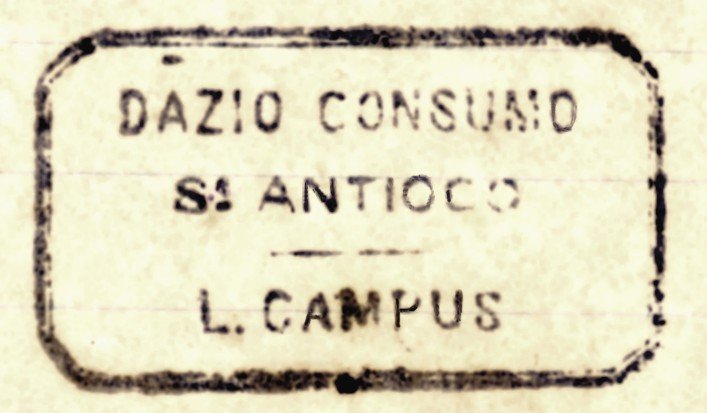 DAZIO CONSUMO
St ANTIOCO
L. CAMPUS